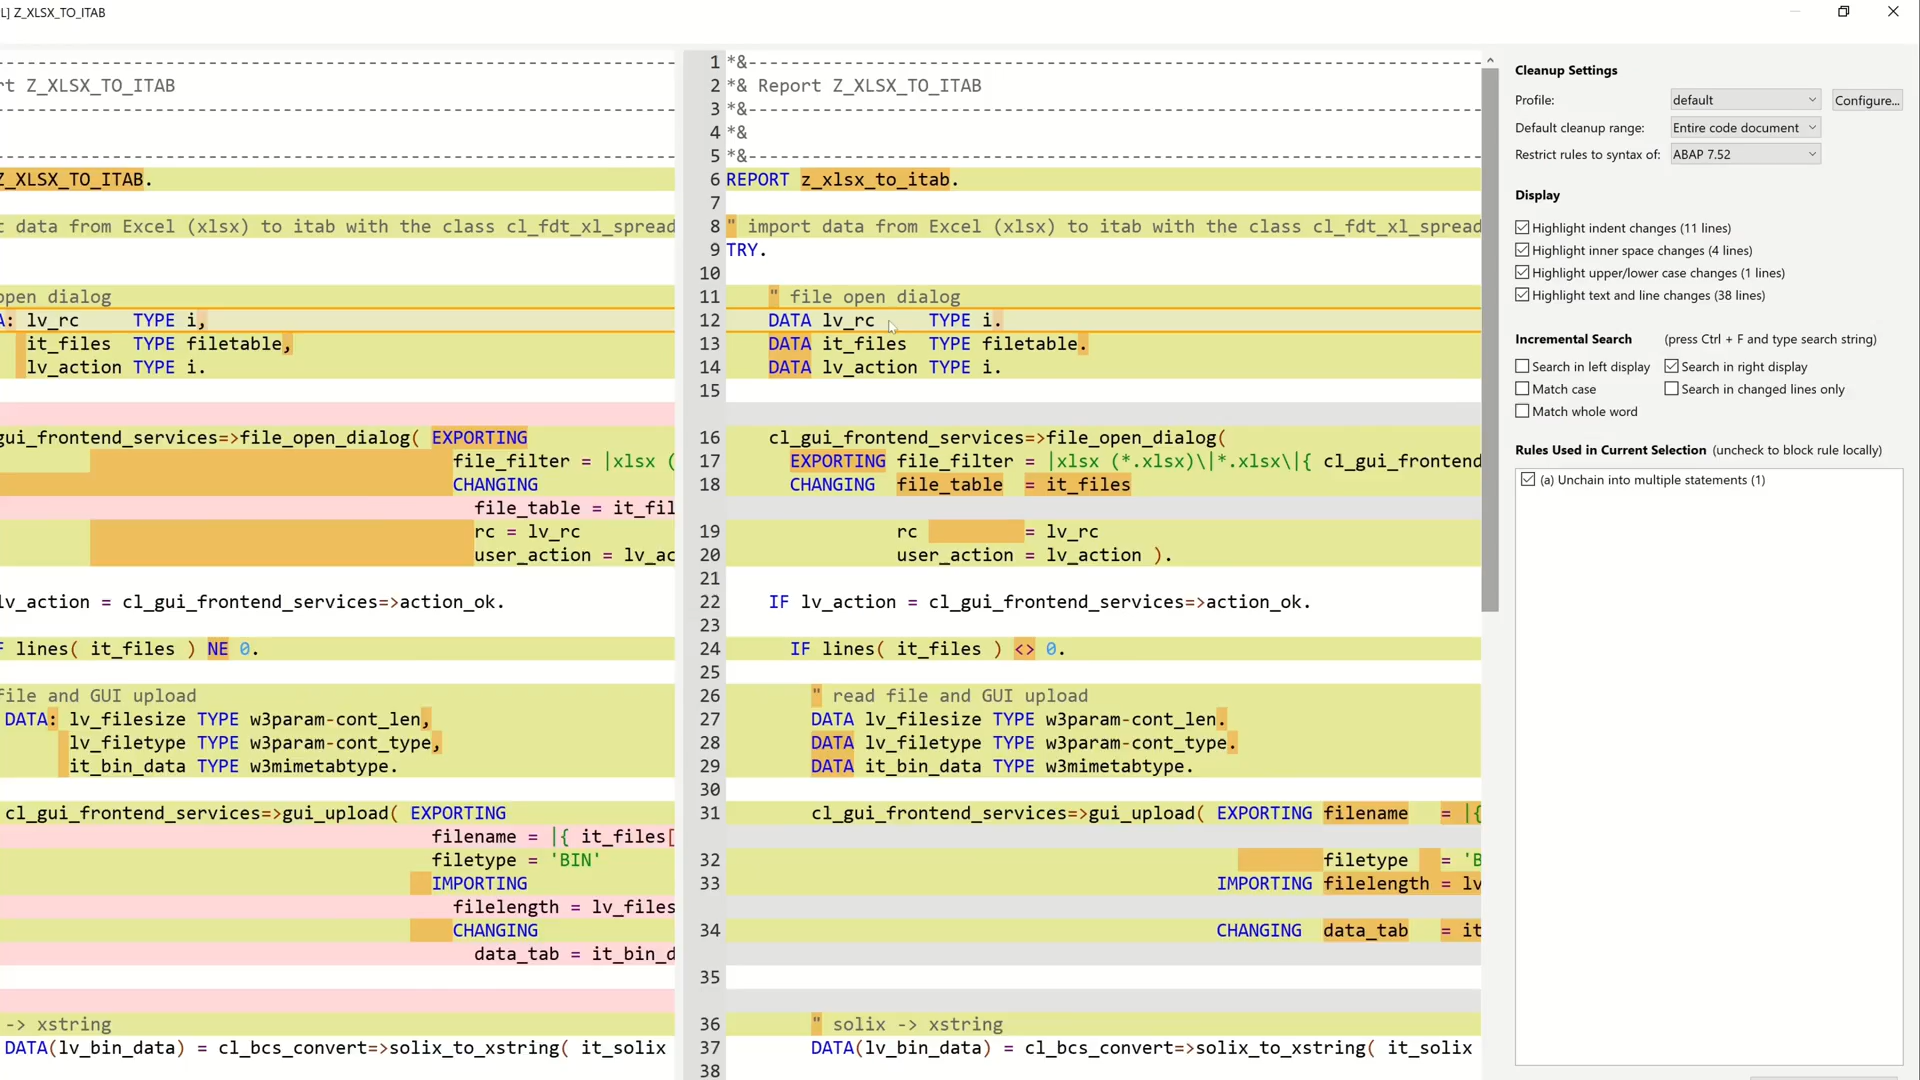 L] Z_XLSX_TO_ITAB
rt Z_XLSX_TO_ITAB
Z_XLSX_TO_ITAB.
t data from Excel (xlsx) to itab with the class cl_fdt_xl_spread
open dialog
A: lv_rc     TYPE i,
it_files  TYPE filetable,
lv_action TYPE i.
gui_frontend_services=>file_open_dialog( EXPORTING
file_filter = |xlsx (
CHANGING
file_table = it_fil
rc = lv_rc
user_action = lv_ac
lv_action = cl_gui_frontend_services=>action_ok.
F lines( it_files ) NE 0.
file and GUI upload
DATA: lv_filesize TYPE w3param-cont_len,
lv_filetype TYPE w3param-cont_type,
it_bin_data TYPE w3mimetabtype.
cl_gui_frontend_services=>gui_upload( EXPORTING
filename = |{ it_files[
filetype = 'BIN'
IMPORTING
filelength = lv_files
CHANGING
data_tab = it_bin_d
-> xstring
DATA(lv_bin_data) = cl_bcs_convert=>solix_to_xstring( it_solix
1 *&---------------------------------------------------------------------
2 *& Report Z_XLSX_TO_ITAB
3 *&---------------------------------------------------------------------
4 *&
5 *&---------------------------------------------------------------------
6 REPORT z_xlsx_to_itab.
7
8 " import data from Excel (xlsx) to itab with the class cl_fdt_xl_spread
9 TRY.
10
11 " file open dialog
12 DATA lv_rc     TYPE i.
13 DATA it_files  TYPE filetable.
14 DATA lv_action TYPE i.
15
16 cl_gui_frontend_services=>file_open_dialog(
17 EXPORTING file_filter = |xlsx (*.xlsx)\|*.xlsx\|{ cl_gui_frontend
18 CHANGING  file_table  = it_files
19 rc          = lv_rc
20 user_action = lv_action ).
21
22 IF lv_action = cl_gui_frontend_services=>action_ok.
23
24 IF lines( it_files ) <> 0.
25
26 " read file and GUI upload
27 DATA lv_filesize TYPE w3param-cont_len.
28 DATA lv_filetype TYPE w3param-cont_type.
29 DATA it_bin_data TYPE w3mimetabtype.
30
31 cl_gui_frontend_services=>gui_upload( EXPORTING filename   = |{
32 filetype   = 'B
33 IMPORTING filelength = lv
34 CHANGING  data_tab   = it
35
36 " solix -> xstring
37 DATA(lv_bin_data) = cl_bcs_convert=>solix_to_xstring( it_solix
38
Cleanup Settings
Profile: default Configure...
Default cleanup range: Entire code document
Restrict rules to syntax of: ABAP 7.52
Display
Highlight indent changes (11 lines)
Highlight inner space changes (4 lines)
Highlight upper/lower case changes (1 lines)
Highlight text and line changes (38 lines)
Incremental Search (press Ctrl + F and type search string)
Search in left display Search in right display
Match case Search in changed lines only
Match whole word
Rules Used in Current Selection (uncheck to block rule locally)
(a) Unchain into multiple statements (1)